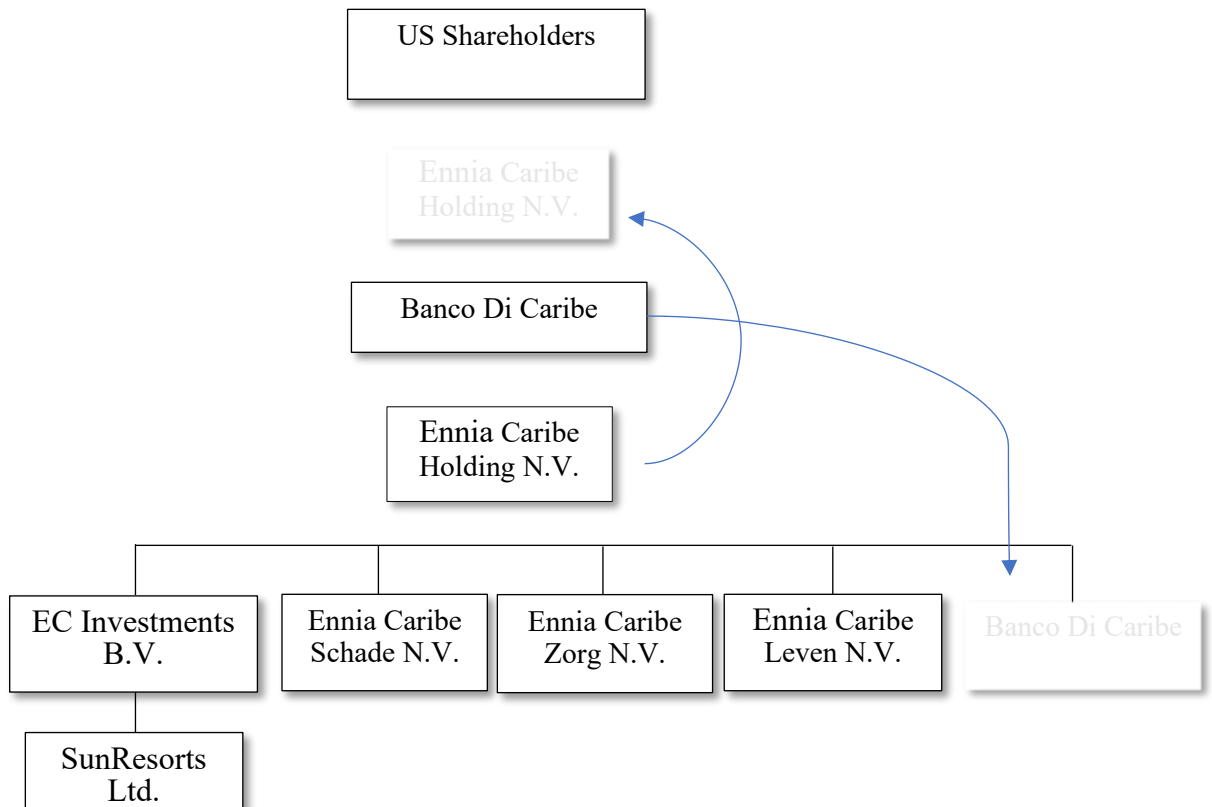 US Shareholders
Ennia Caribe
Holding N.V.
Banco Di Caribe
Ennia Caribe
Holding N.V.
EC Investments
B.V.
Ennia Caribe
Schade N.V.
Ennia Caribe
Zorg N.V.
Ennia Caribe
Leven N.V.
Banco Di Caribe
SunResorts
Ltd.